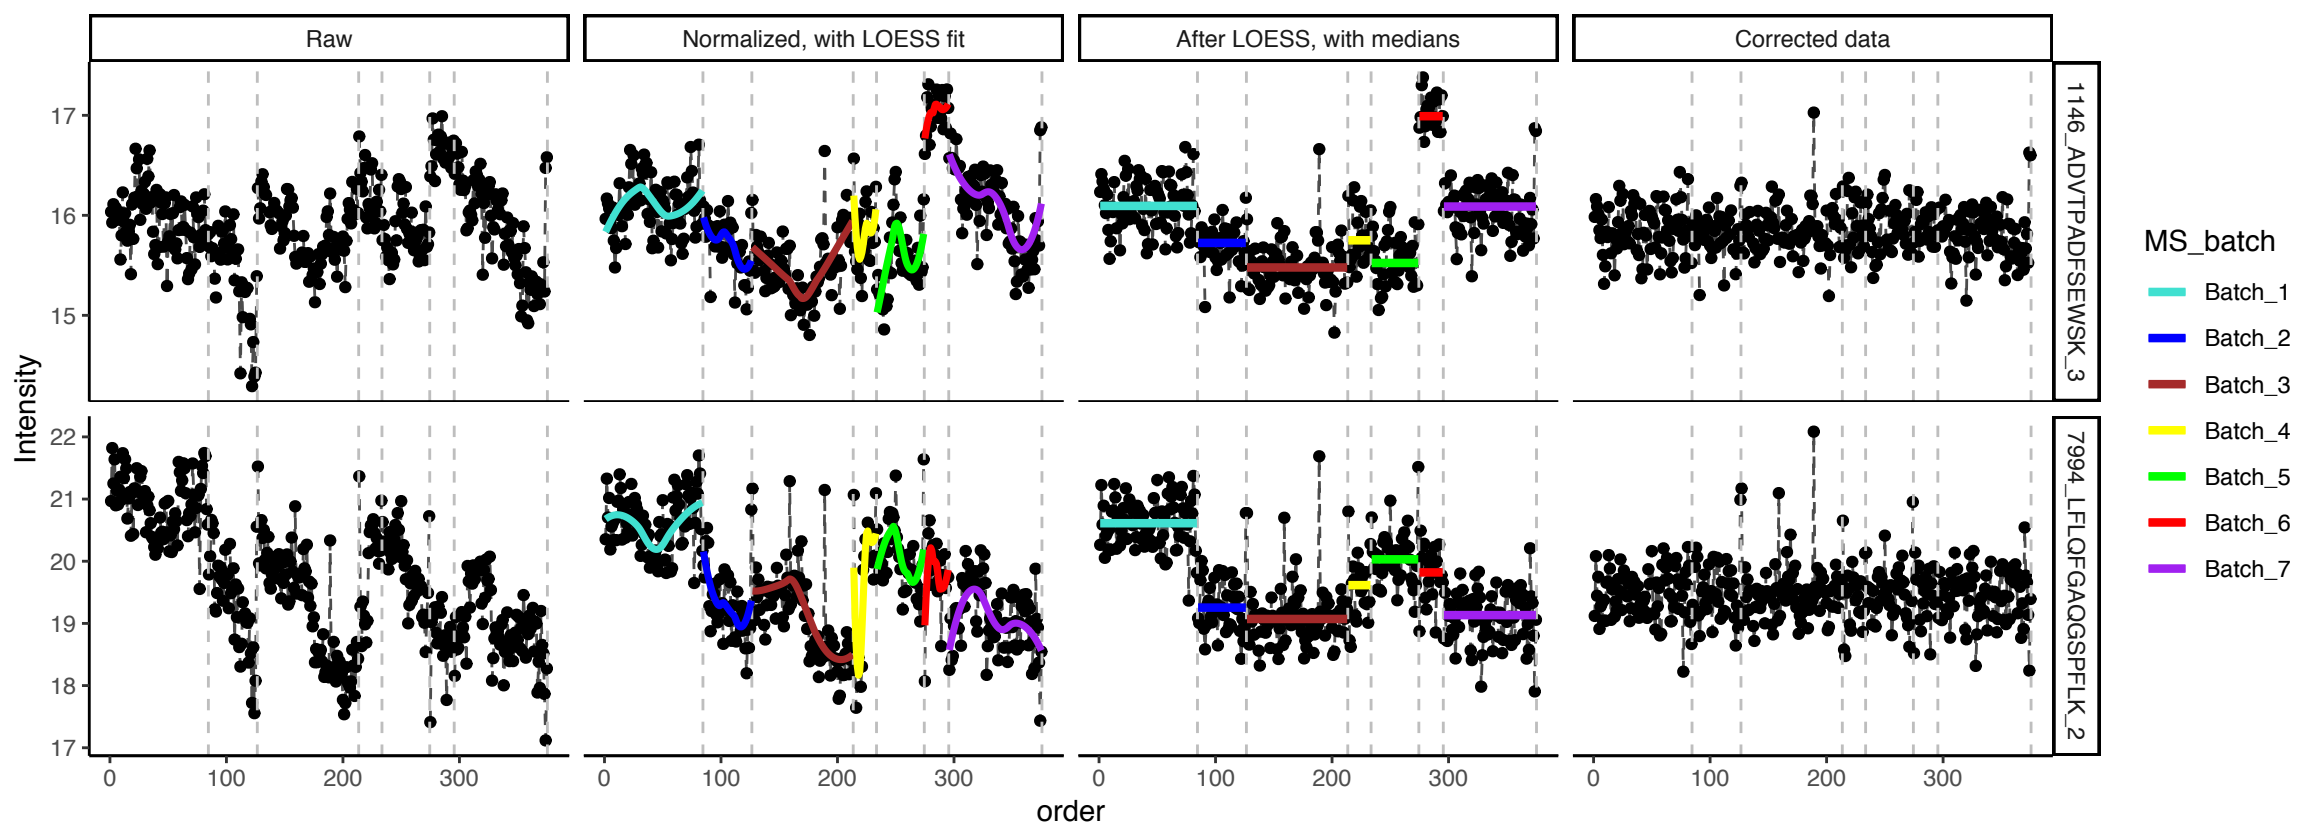 Raw
Normalized, with LOESS fit
After LOESS, with medians
Corrected data
17
16
15
1146_ADVTPADFSEWSK_3
22
21
20
19
18
17
7994_LFLQFGAQGSPFLK_2
Intensity
0 100 200 300
0 100 200 300
0 100 200 300
0 100 200 300
order
MS_batch
Batch_1
Batch_2
Batch_3
Batch_4
Batch_5
Batch_6
Batch_7